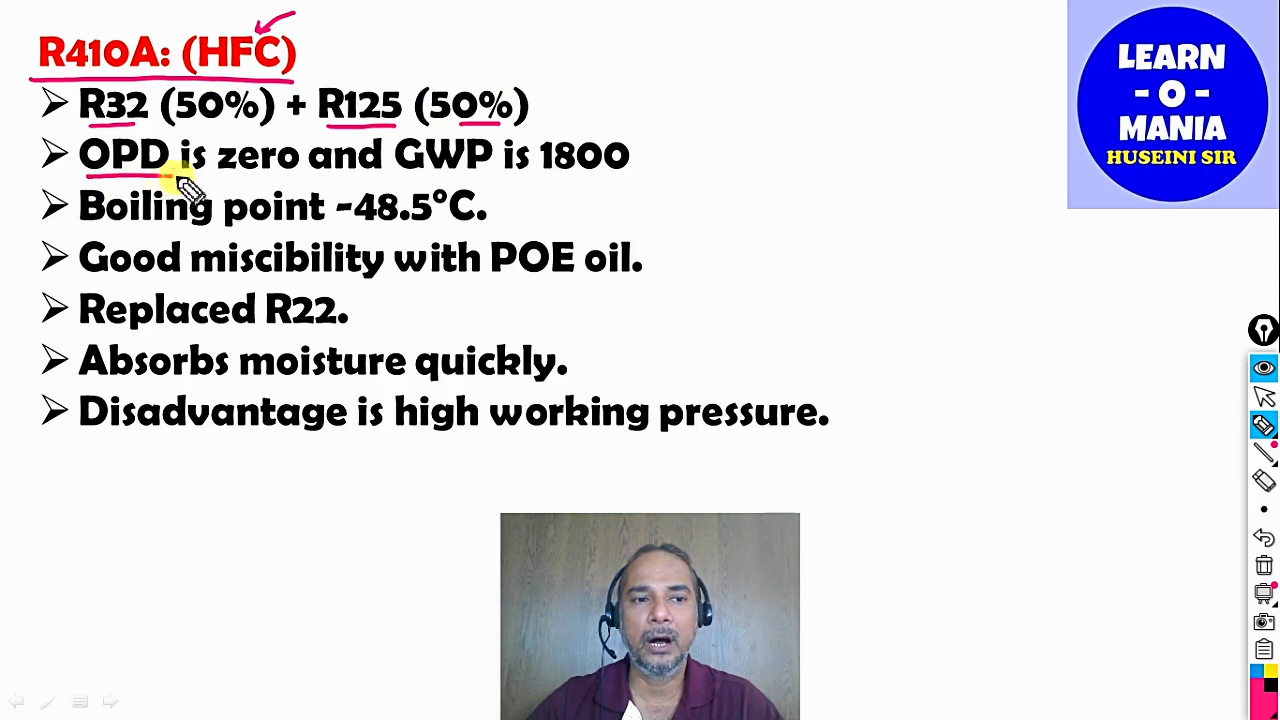 R410A: (HFC)
R32 (50%) + R125 (50%)
OPD is zero and GWP is 1800
Boiling point -48.5°C.
Good miscibility with POE oil.
Replaced R22.
Absorbs moisture quickly.
Disadvantage is high working pressure.
LEARN
- O -
MANIA
HUSEINI SIR